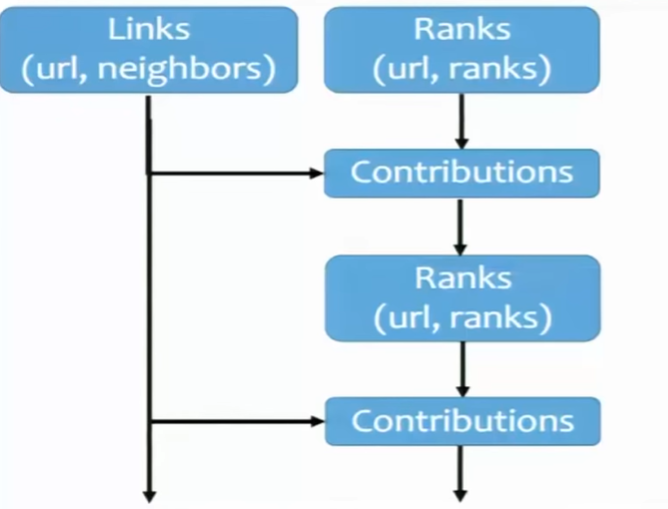 Links
(url, neighbors)
Ranks
(url, ranks)
Contributions
Ranks
(url, ranks)
Contributions